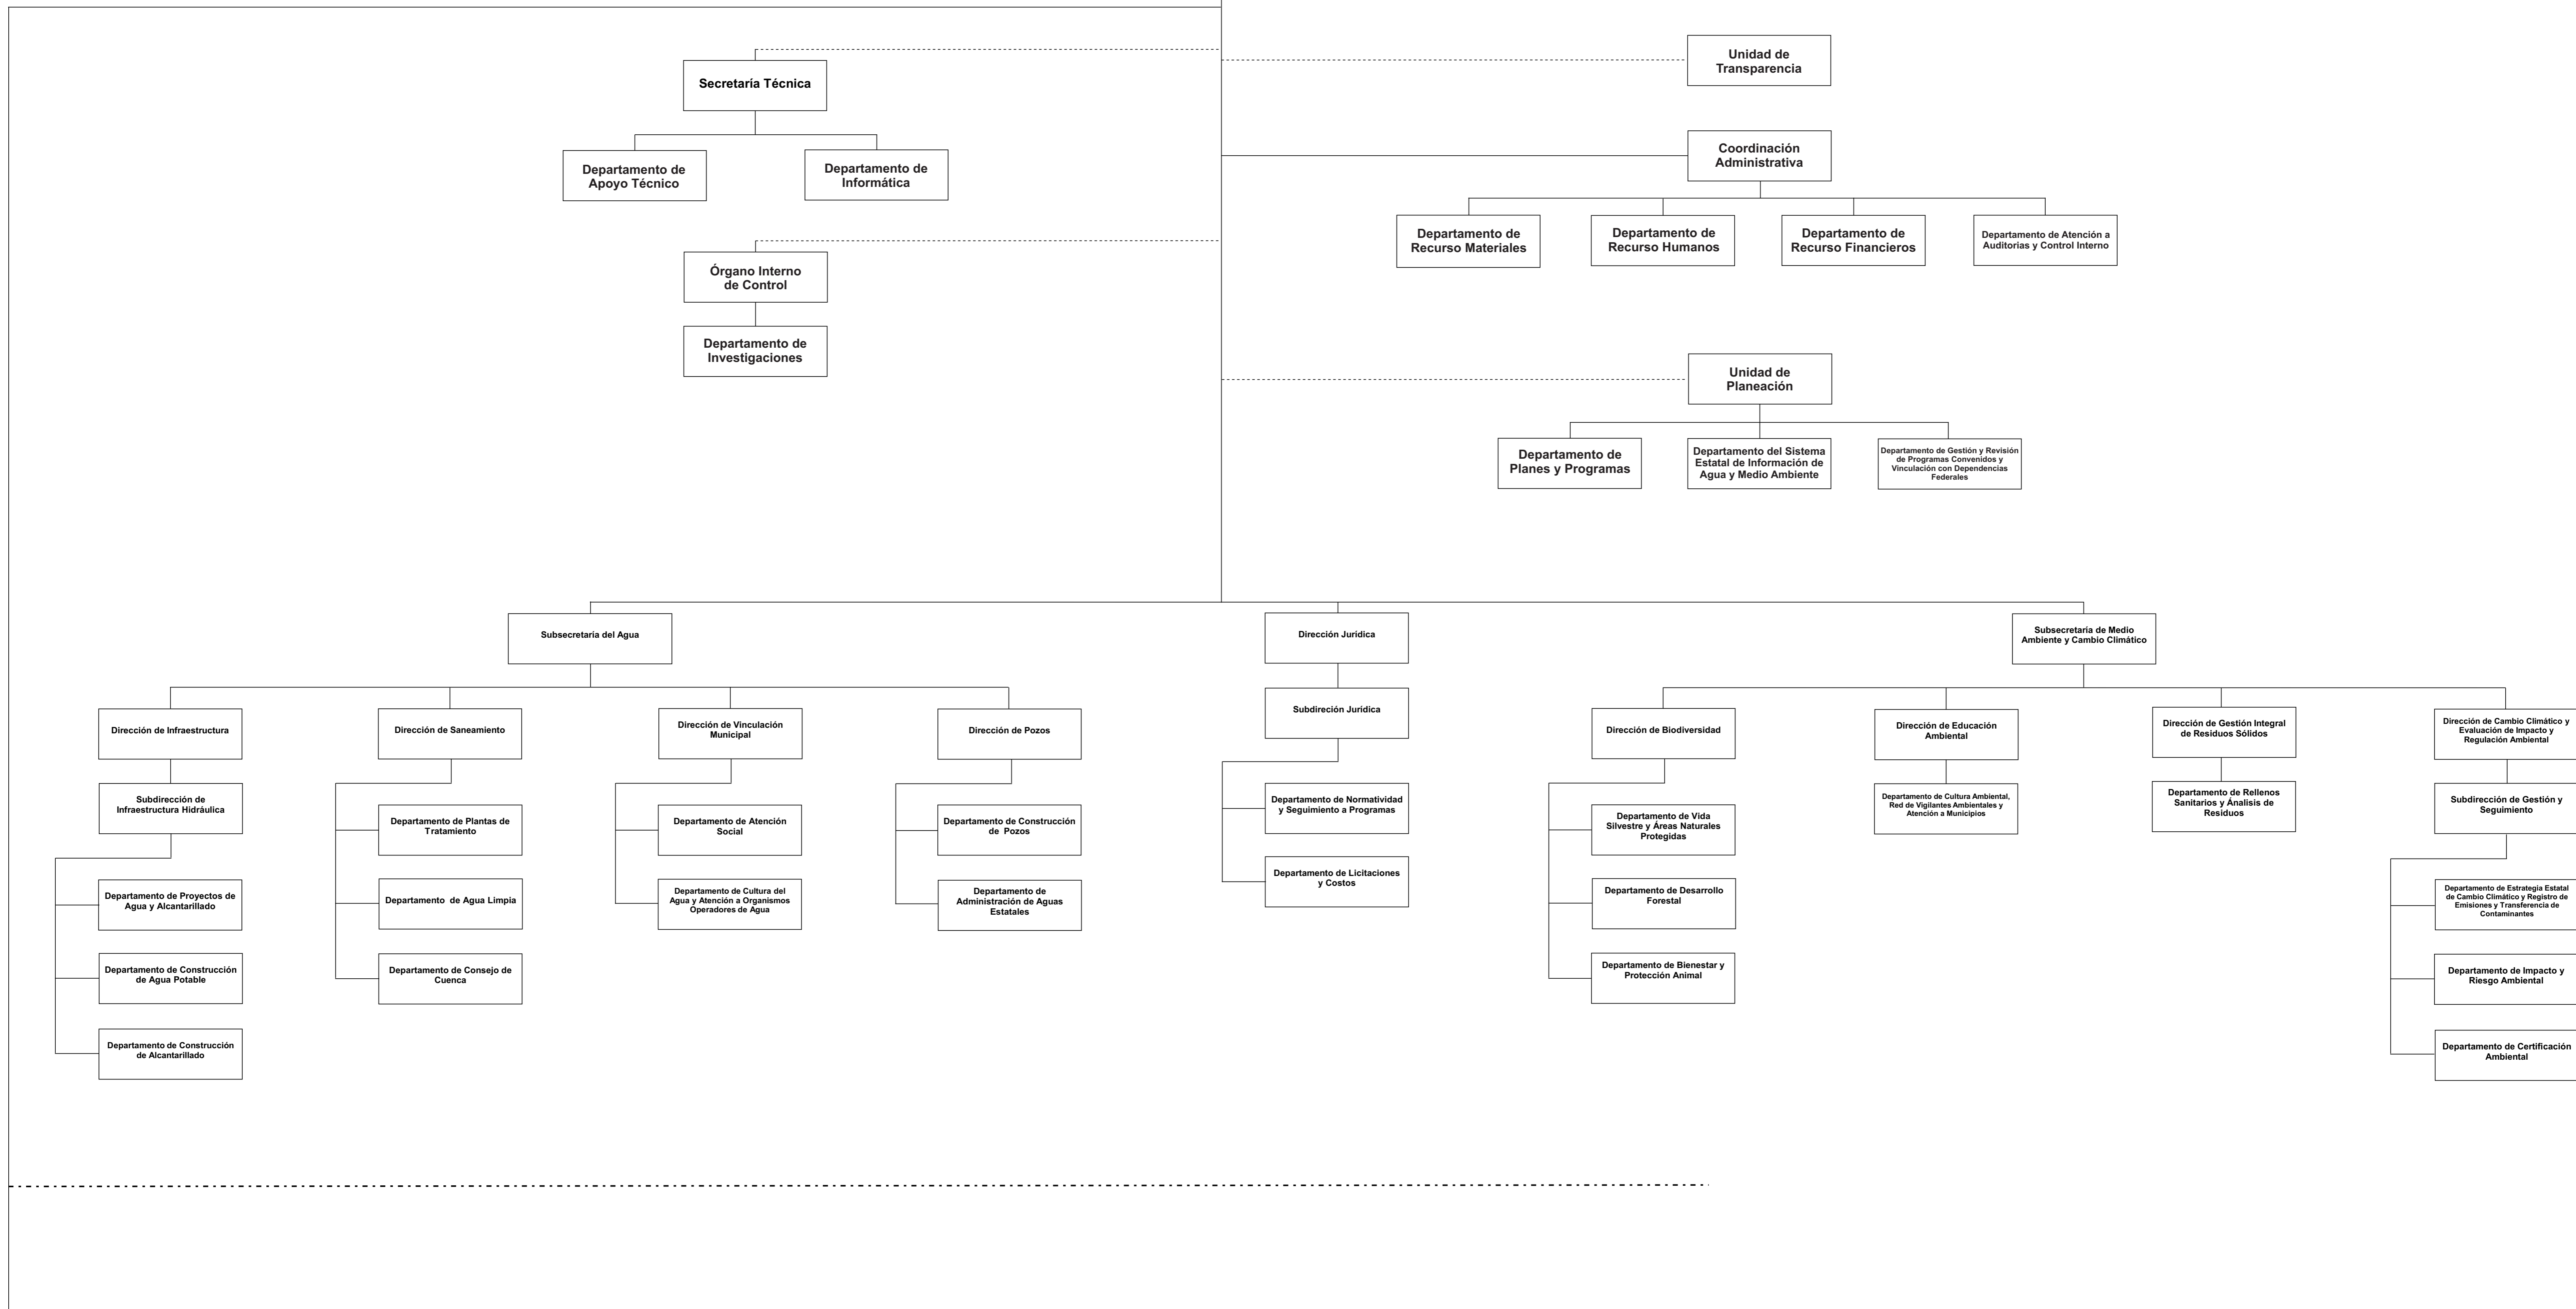 Unidad de
Transparencia
Secretaría Técnica
Coordinación
Administrativa
Departamento de
Apoyo Técnico
Departamento de
Informática
Departamento de
Recurso Materiales
Departamento de
Recurso Humanos
Departamento de
Recurso Financieros
Departamento de Atención a
Auditorias y Control Interno
Órgano Interno
de Control
Departamento de
Investigaciones
Unidad de
Planeación
Departamento de
Planes y Programas
Departamento del Sistema
Estatal de Información de
Agua y Medio Ambiente
Departamento de Gestión y Revisión
de Programas Convenidos y
Vinculación con Dependencias
Federales
Subsecretaría del Agua
Dirección Jurídica
Subsecretaría de Medio
Ambiente y Cambio Climático
Dirección de Infraestructura
Dirección de Saneamiento
Dirección de Vinculación
Municipal
Dirección de Pozos
Subdireción Jurídica
Dirección de Biodiversidad
Dirección de Educación
Ambiental
Dirección de Gestión Integral
de Residuos Sólidos
Dirección de Cambio Climático y
Evaluación de Impacto y
Regulación Ambiental
Subdirección de
Infraestructura Hidráulica
Departamento de Plantas de
Tratamiento
Departamento de Atención
Social
Departamento de Construcción
de Pozos
Departamento de Normatividad
y Seguimiento a Programas
Departamento de Vida
Silvestre y Áreas Naturales
Protegidas
Departamento de Cultura Ambiental,
Red de Vigilantes Ambientales y
Atención a Municipios
Departamento de Rellenos
Sanitarios y Ánalisis de
Residuos
Subdirección de Gestión y
Seguimiento
Departamento de Proyectos de
Agua y Alcantarillado
Departamento de Agua Limpia
Departamento de Cultura del
Agua y Atención a Organismos
Operadores de Agua
Departamento de
Administración de Aguas
Estatales
Departamento de Licitaciones
y Costos
Departamento de Desarrollo
Forestal
Departamento de Estrategia Estatal
de Cambio Climático y Registro de
Emisiones y Transferencia de
Contaminantes
Departamento de Construcción
de Agua Potable
Departamento de Consejo de
Cuenca
Departamento de Bienestar y
Protección Animal
Departamento de Impacto y
Riesgo Ambiental
Departamento de Construcción
de Alcantarillado
Departamento de Certificación
Ambiental